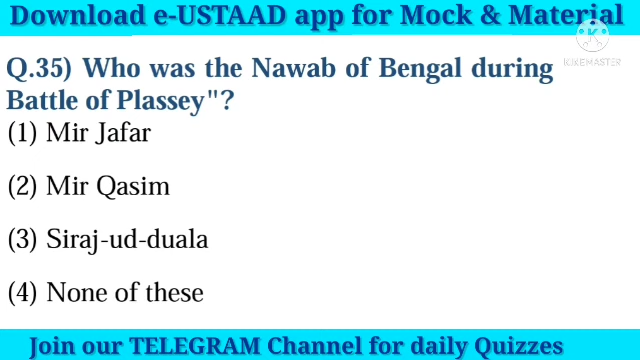 Download e-USTAAD app for Mock & Material
KINEMASTER
Q.35) Who was the Nawab of Bengal during
Battle of Plassey"?
(1) Mir Jafar
(2) Mir Qasim
(3) Siraj-ud-duala
(4) None of these
Join our TELEGRAM Channel for daily Quizzes